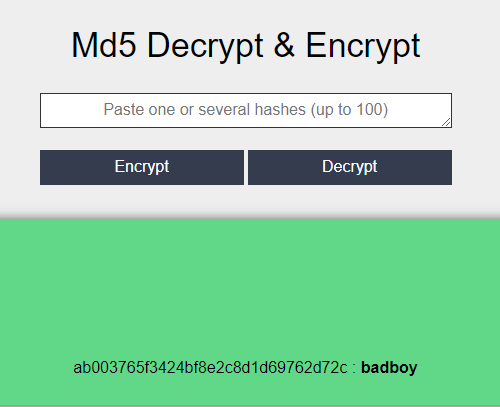 Md5 Decrypt & Encrypt
Paste one or several hashes (up to 100)
Encrypt
Decrypt
ab003765f3424bf8e2c8d1d69762d72c : badboy